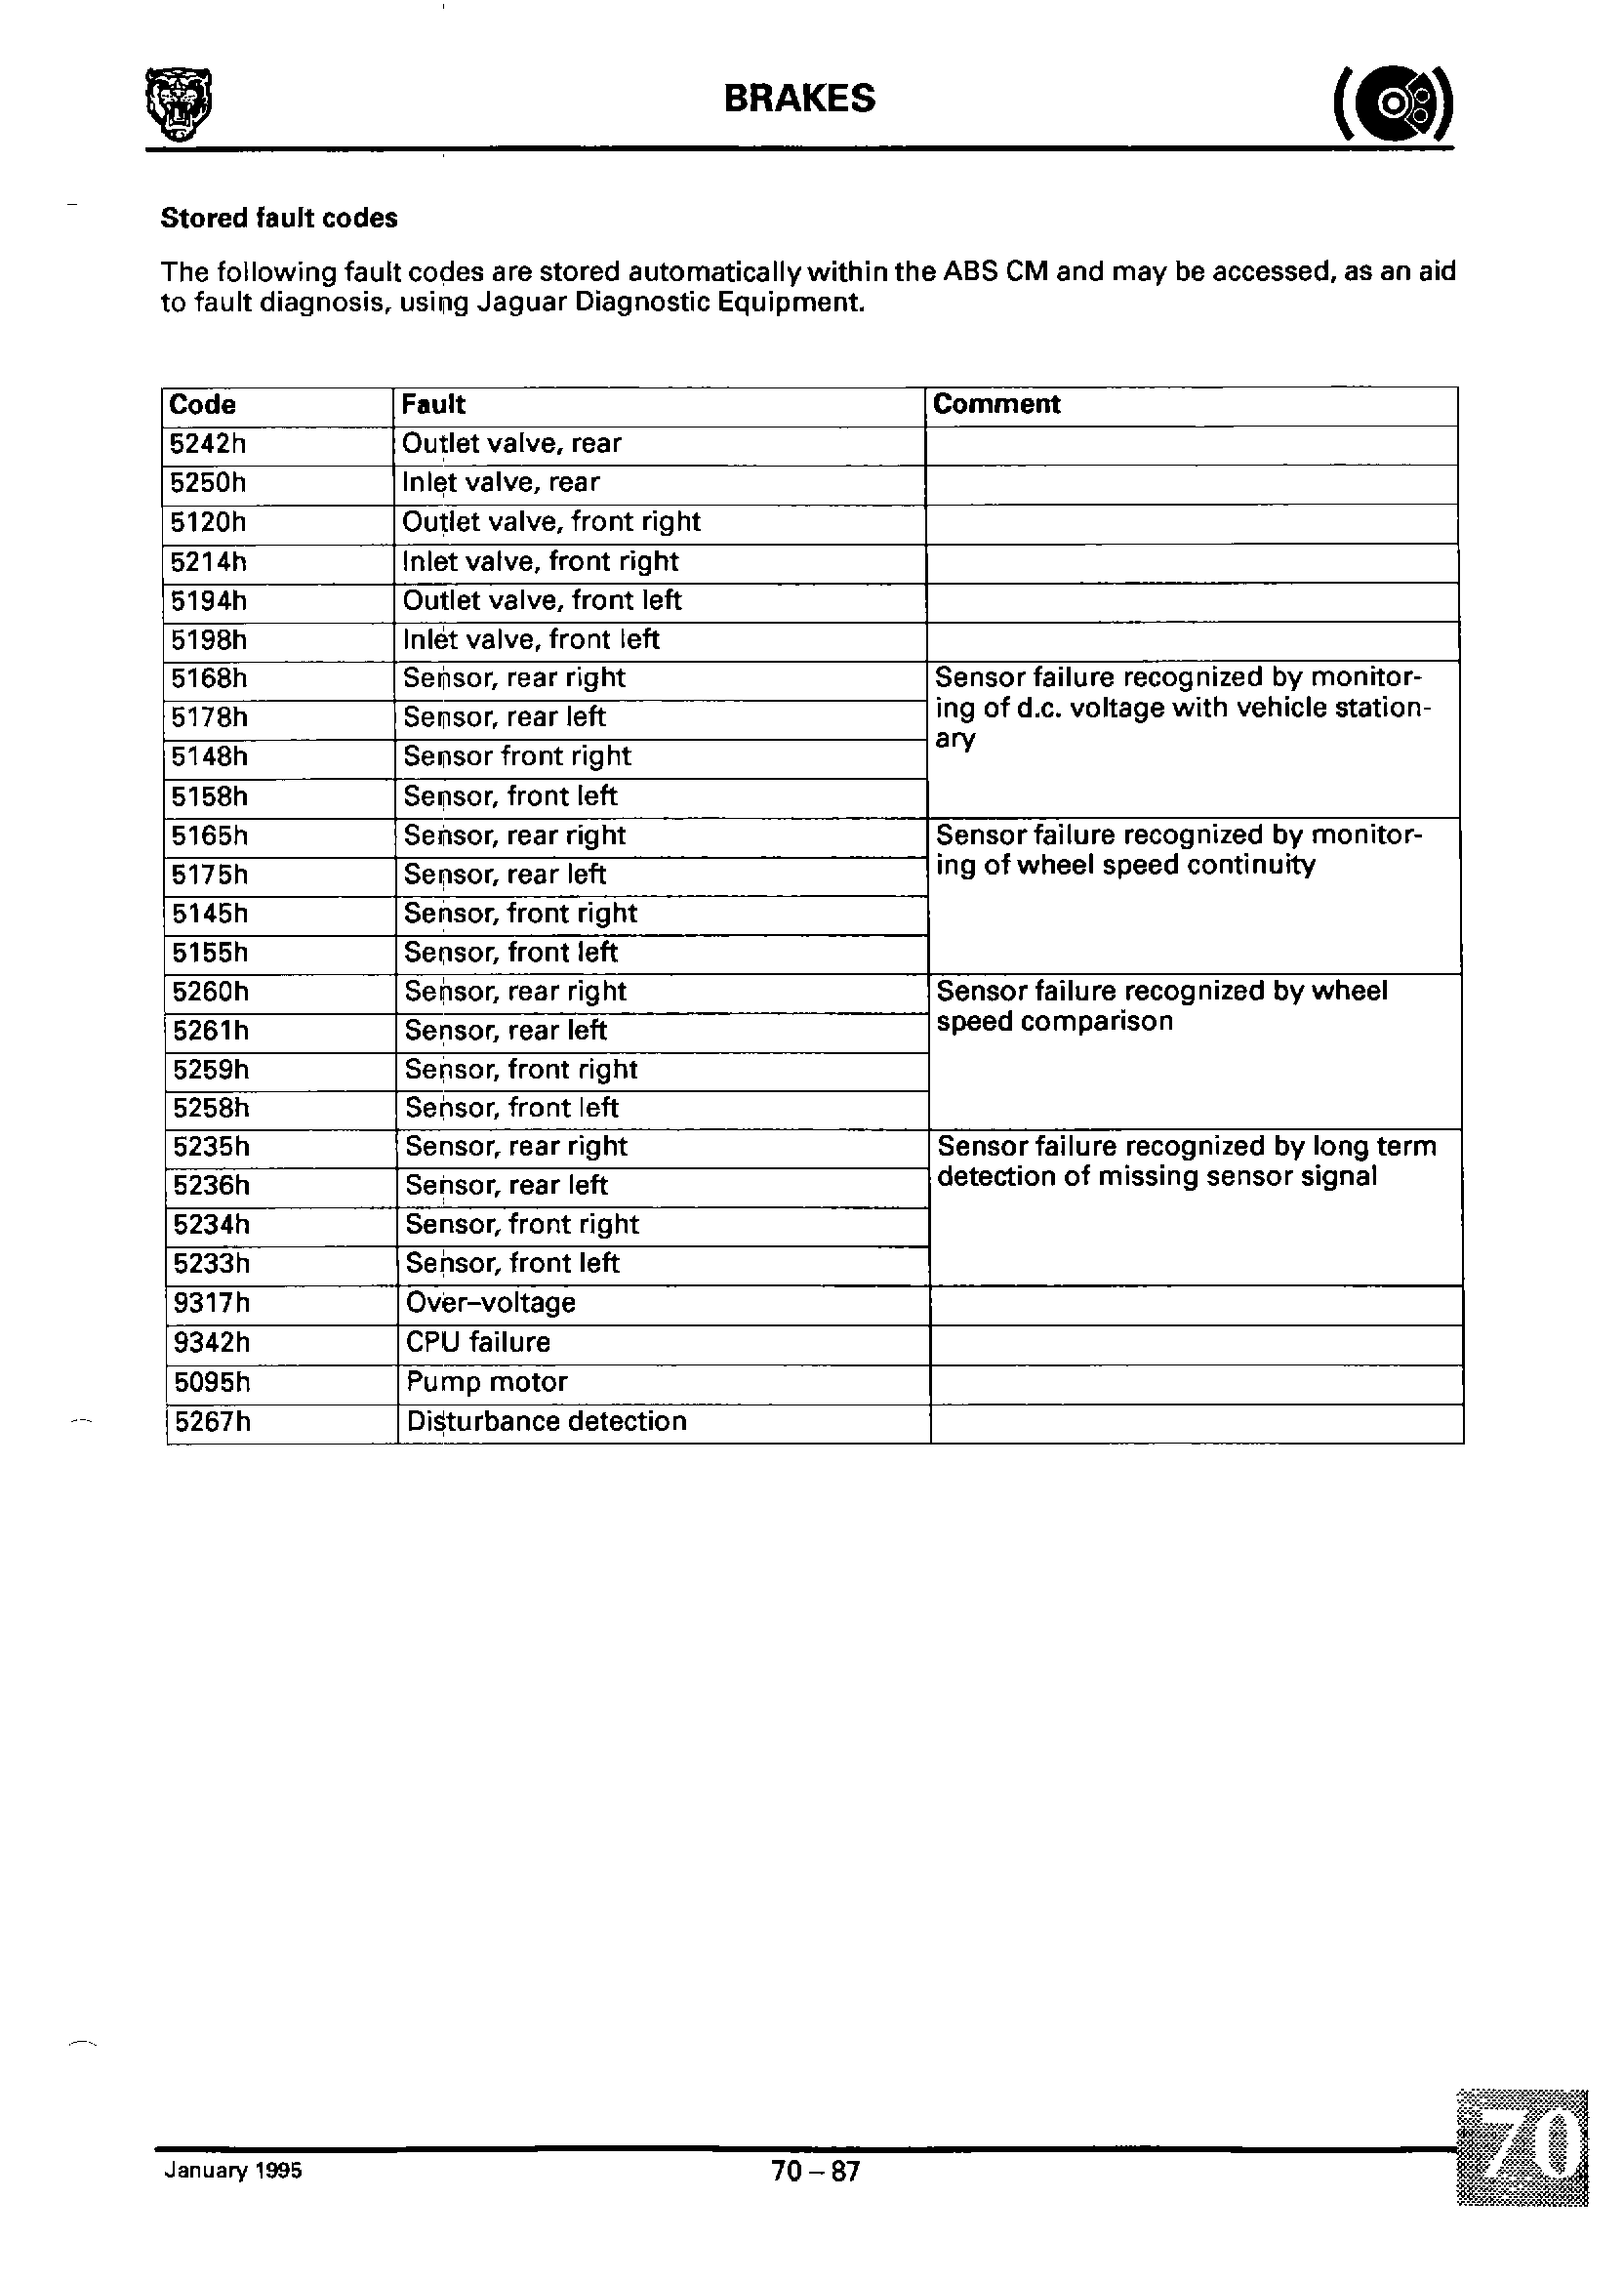 BRAKES
Stored fault codes
The following fault codes are stored automatically within the ABS CM and may be accessed, as an aid
to fault diagnosis, using Jaguar Diagnostic Equipment.
Code Fault Comment
5242h Outlet valve, rear
5250h Inlet valve, rear
5120h Outlet valve, front right
5214h Inlet valve, front right
5194h Outlet valve, front left
5198h Inlet valve, front left
5168h Sensor, rear right Sensor failure recognized by monitor-
5178h Sensor, rear left ing of d.c. voltage with vehicle station-
5148h Sensor front right ary
5158h Sensor, front left
5165h Sensor, rear right Sensor failure recognized by monitor-
5175h Sensor, rear left ing of wheel speed continuity
5145h Sensor, front right
5155h Sensor, front left
5260h Sensor, rear right Sensor failure recognized by wheel
5261h Sensor, rear left speed comparison
5259h Sensor, front right
5258h Sensor, front left
5235h Sensor, rear right Sensor failure recognized by long term
5236h Sensor, rear left detection of missing sensor signal
5234h Sensor, front right
5233h Sensor, front left
9317h Over–voltage
9342h CPU failure
5095h Pump motor
5267h Disturbance detection
January 1995 70 – 87
70